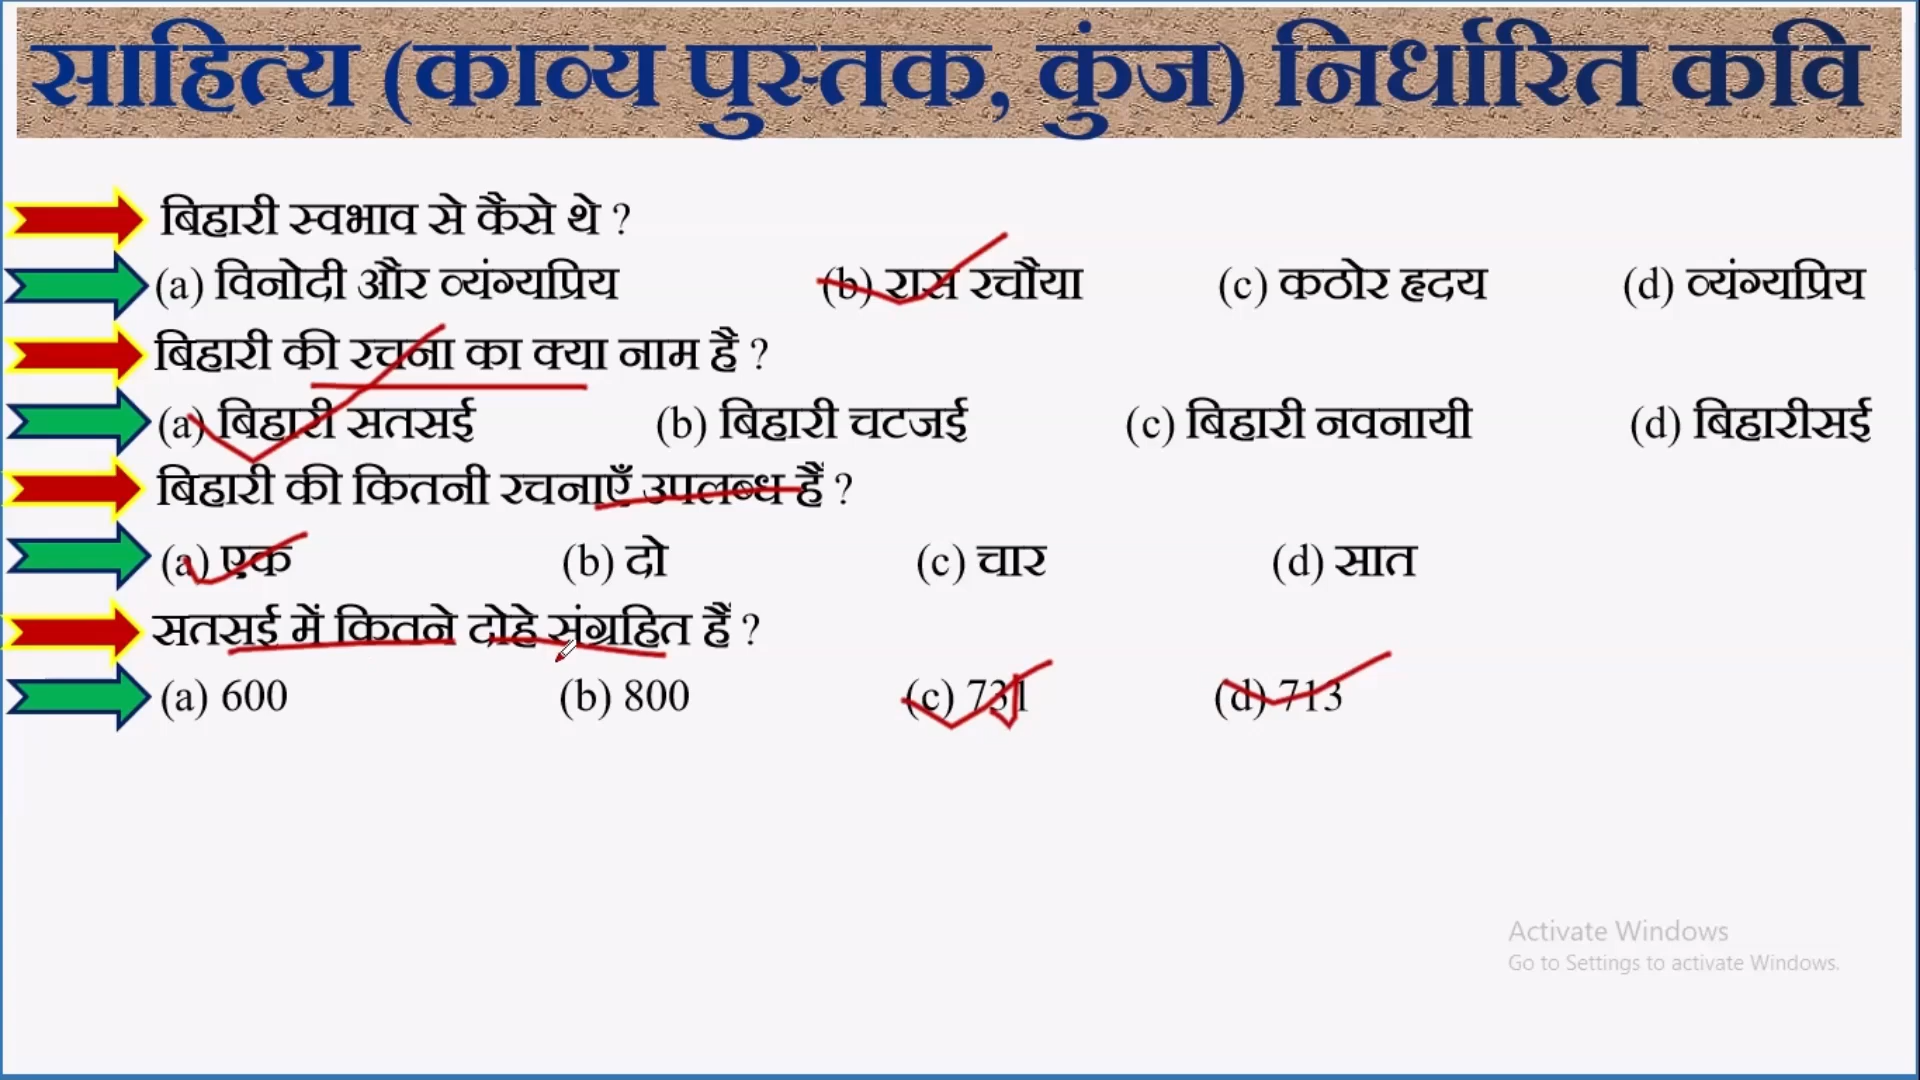 साहित्य (काव्य पुस्तक, कुंज) निर्धारित कवि
बिहारी स्वभाव से कैसे थे ?
(a) विनोदी और व्यंग्यप्रिय (b) रास रचौया (c) कठोर हृदय (d) व्यंग्यप्रिय
बिहारी की रचना का क्या नाम है ?
(a) बिहारी सतसई (b) बिहारी चटजई (c) बिहारी नवनायी (d) बिहारीसई
बिहारी की कितनी रचनाएँ उपलब्ध हैं ?
(a) एक (b) दो (c) चार (d) सात
सतसई में कितने दोहे संग्रहित हैं ?
(a) 600 (b) 800 (c) 731 (d) 713
Activate Windows
Go to Settings to activate Windows.